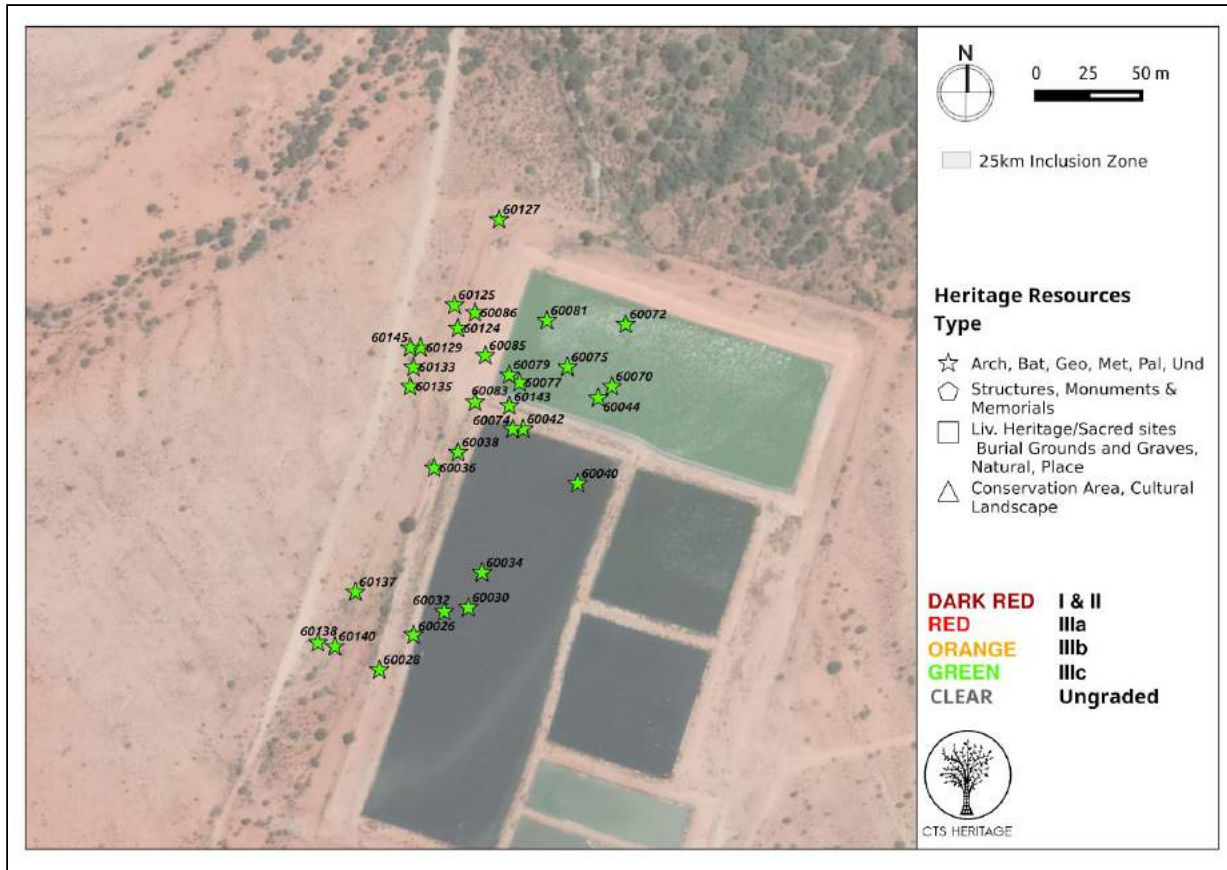 60127
60125
60086
60081
60072
60124
60145
60129
60085
60133
60079
60075
60135
60077
60070
60083
60143
60044
60074
60042
60038
60036
60040
60034
60137
60032
60030
60026
60138
60140
60028
N
0 25 50 m
25km Inclusion Zone
Heritage Resources
Type
Arch, Bat, Geo, Met, Pal, Und
Structures, Monuments &
Memorials
Liv. Heritage/Sacred sites
Burial Grounds and Graves,
Natural, Place
Conservation Area, Cultural
Landscape
DARK RED I & II
RED IIIa
ORANGE IIIb
GREEN IIIc
CLEAR Ungraded
CTS HERITAGE